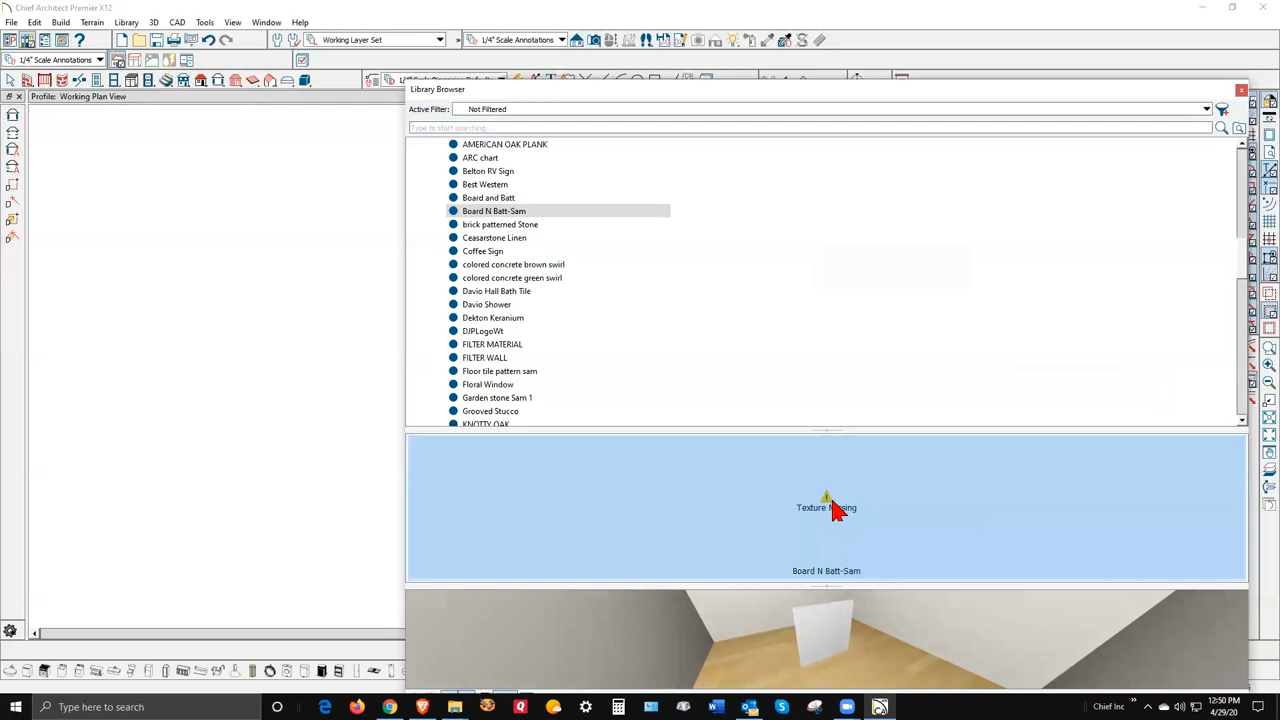 Chief Architect Premier X12
File Edit Build Terrain Library 3D CAD Tools View Window Help
Working Layer Set
1/4" Scale Annotations
1/4" Scale Annotations
Profile: Working Plan View
Library Browser
Active Filter: Not Filtered
Type to start searching...
AMERICAN OAK PLANK
ARC chart
Belton RV Sign
Best Western
Board and Batt
Board N Batt-Sam
brick patterned Stone
Ceasarstone Linen
Coffee Sign
colored concrete brown swirl
colored concrete green swirl
Davio Hall Bath Tile
Davio Shower
Dekton Keranium
DJPLogoWt
FILTER MATERIAL
FILTER WALL
Floor tile pattern sam
Floral Window
Garden stone Sam 1
Grooved Stucco
KNOTTY OAK
Texture Missing
Board N Batt-Sam
Type here to search
Chief Inc
12:50 PM
4/29/20